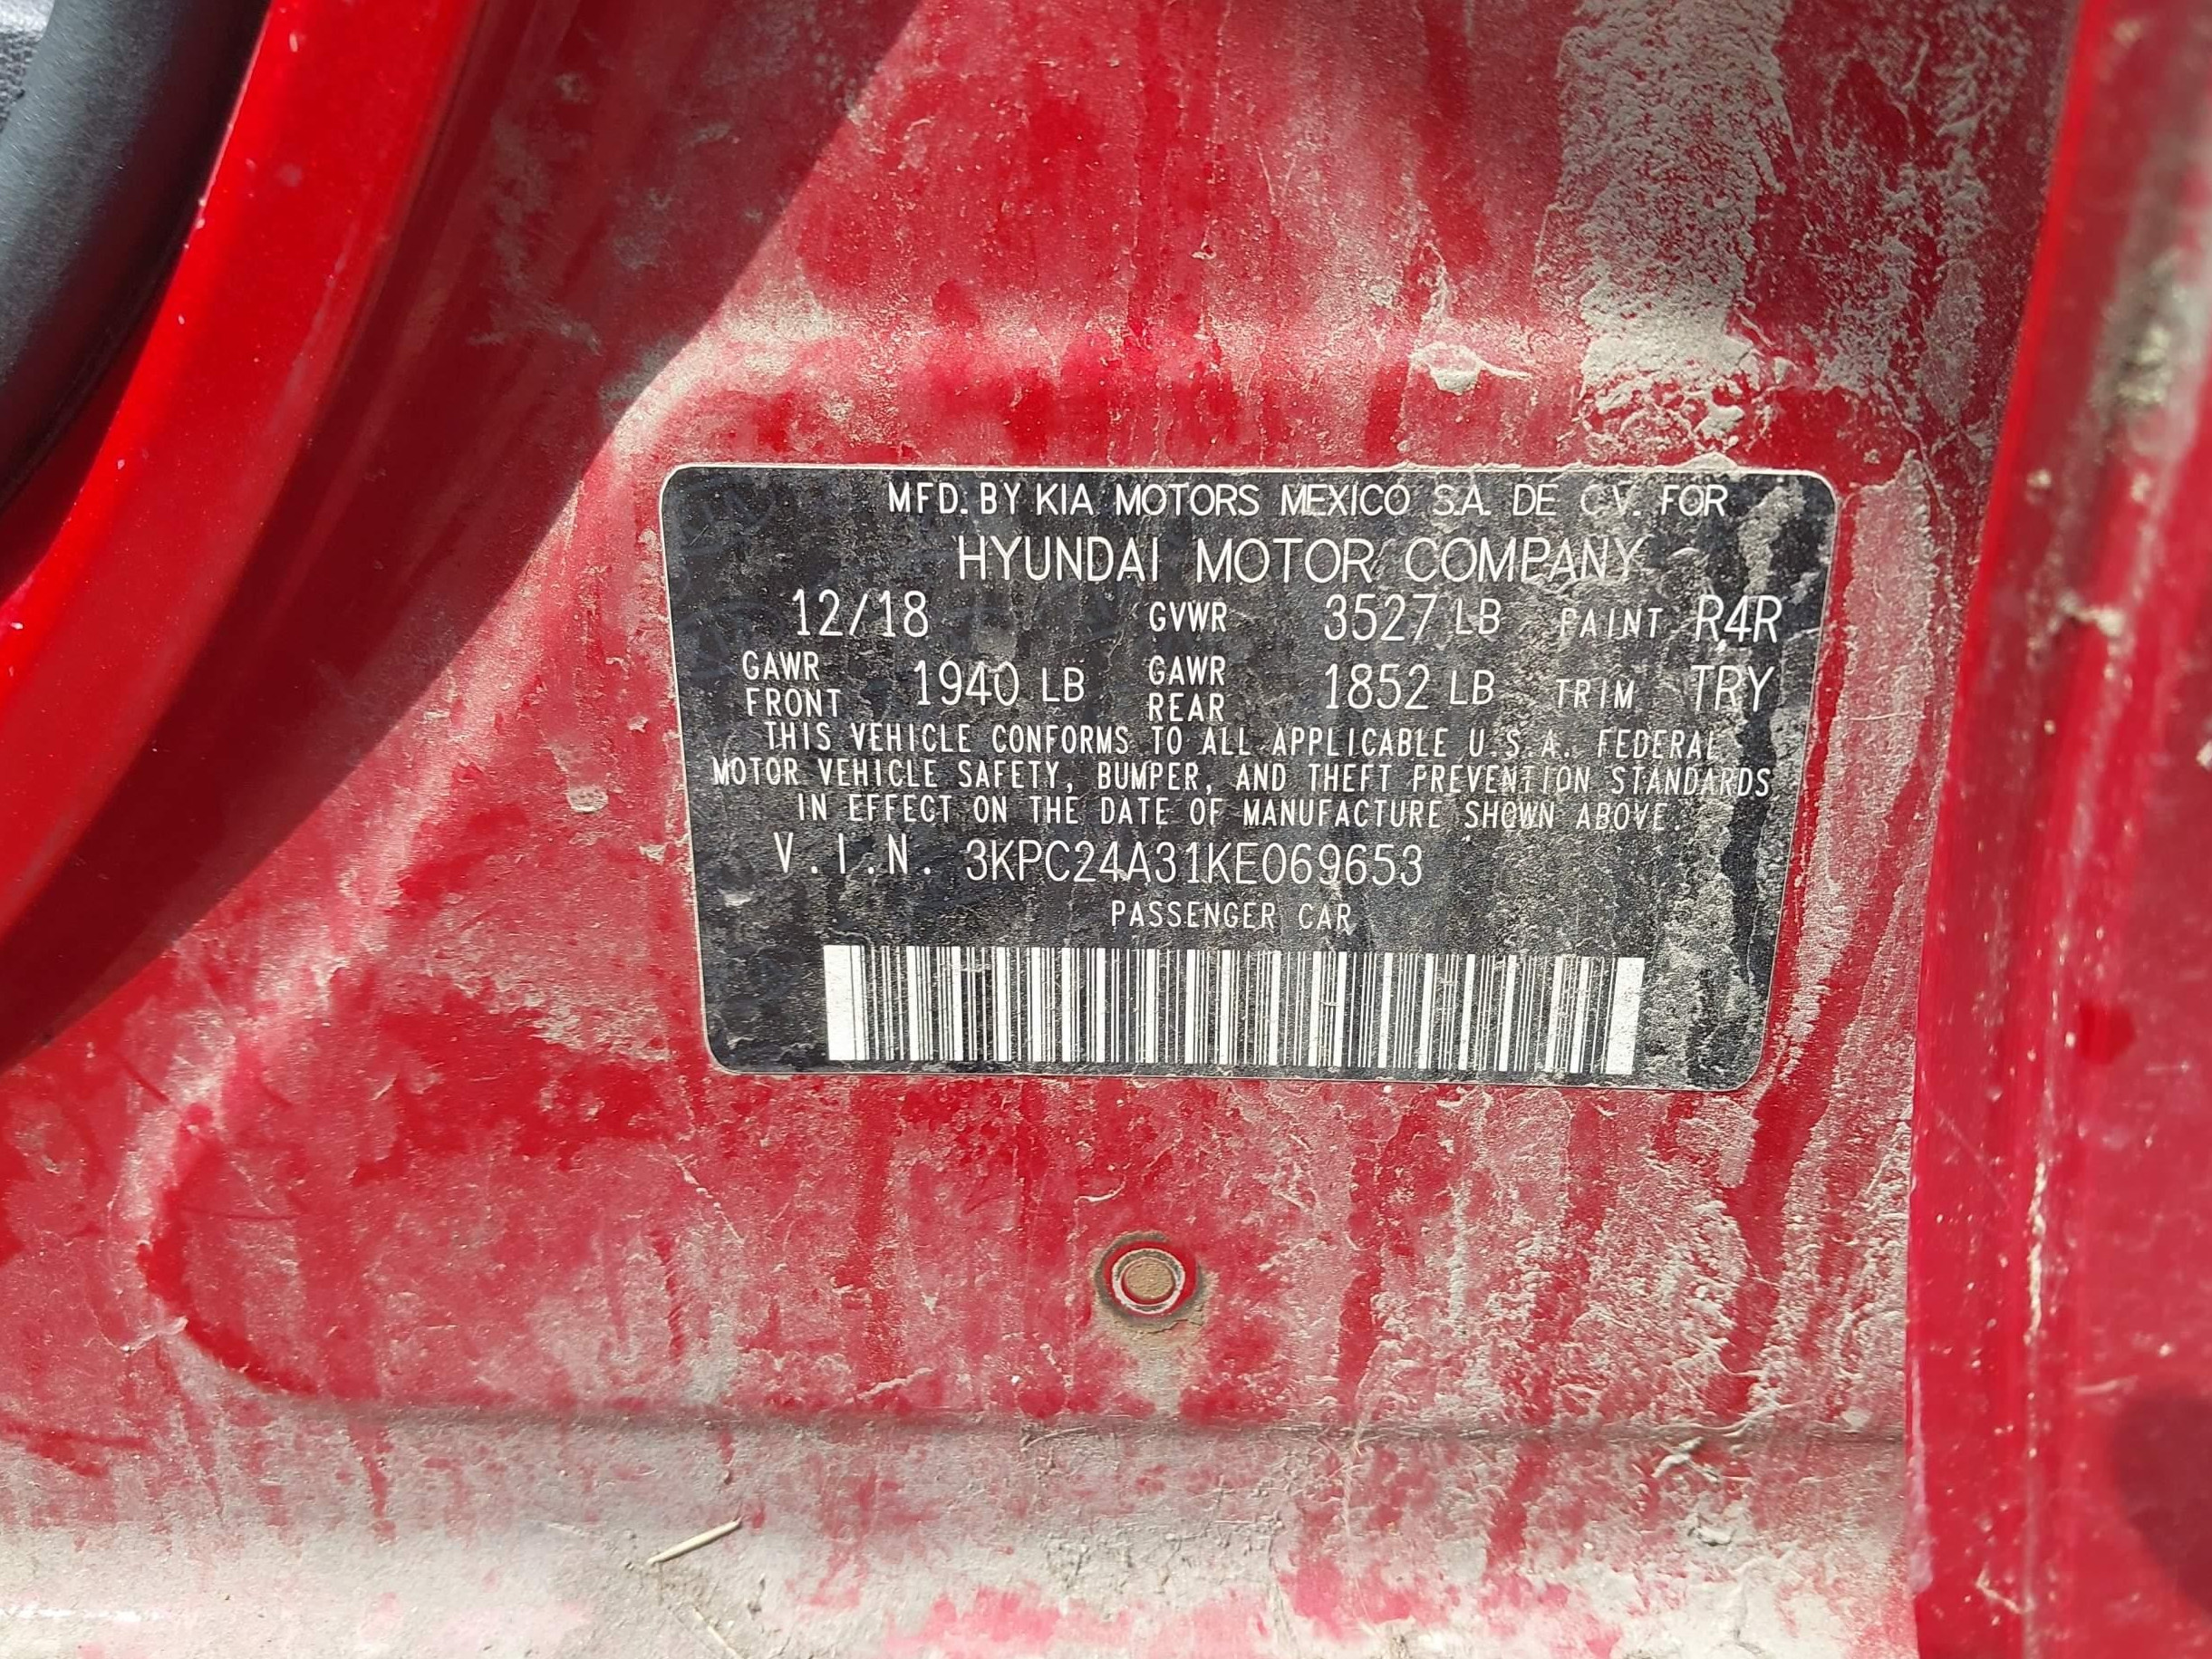 MFD. BY KIA MOTORS MEXICO S.A. DE C.V. FOR
HYUNDAI MOTOR COMPANY
12/18 GVWR 3527 LB PAINT R4R
GAWR FRONT 1940 LB GAWR REAR 1852 LB TRIM TRY
THIS VEHICLE CONFORMS TO ALL APPLICABLE U.S.A. FEDERAL
MOTOR VEHICLE SAFETY, BUMPER, AND THEFT PREVENTION STANDARDS
IN EFFECT ON THE DATE OF MANUFACTURE SHOWN ABOVE.
V.I.N. 3KPC24A31KE069653
PASSENGER CAR